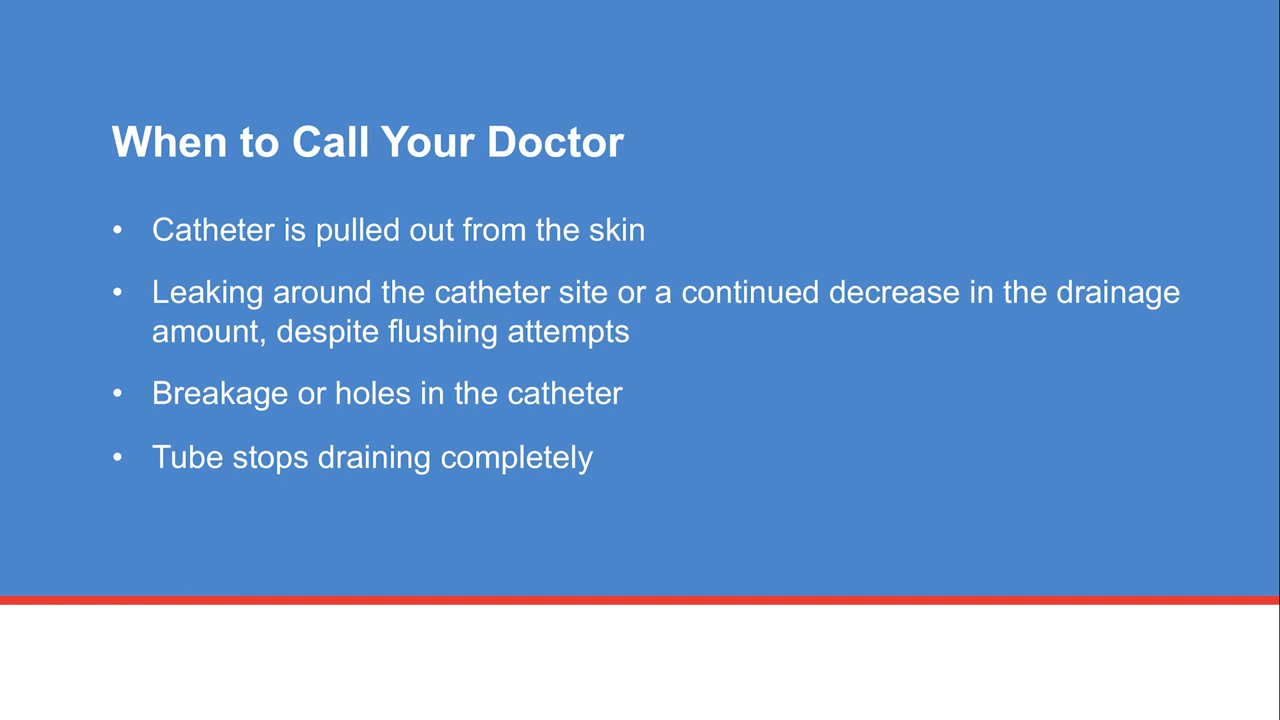 When to Call Your Doctor
• Catheter is pulled out from the skin
• Leaking around the catheter site or a continued decrease in the drainage
amount, despite flushing attempts
• Breakage or holes in the catheter
• Tube stops draining completely